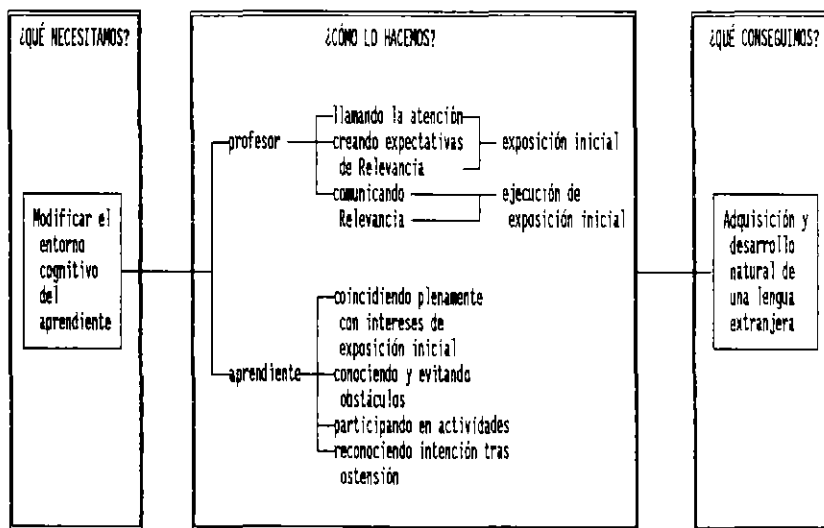 ¿QUÉ NECESITAMOS?
Modificar el
entorno
cognitivo
del
aprendiente
¿CÓMO LO HACEMOS?
profesor
llamando la atención
creando expectativas
de Relevancia
exposición inicial
comunicando
Relevancia
ejecución de
exposición inicial
aprendiente
coincidiendo plenamente
con intereses de
exposición inicial
conociendo y evitando
obstáculos
participando en actividades
reconociendo intención tras
ostensión
¿QUÉ CONSEGUIMOS?
Adquisición y
desarrollo
natural de
una lengua
extranjera